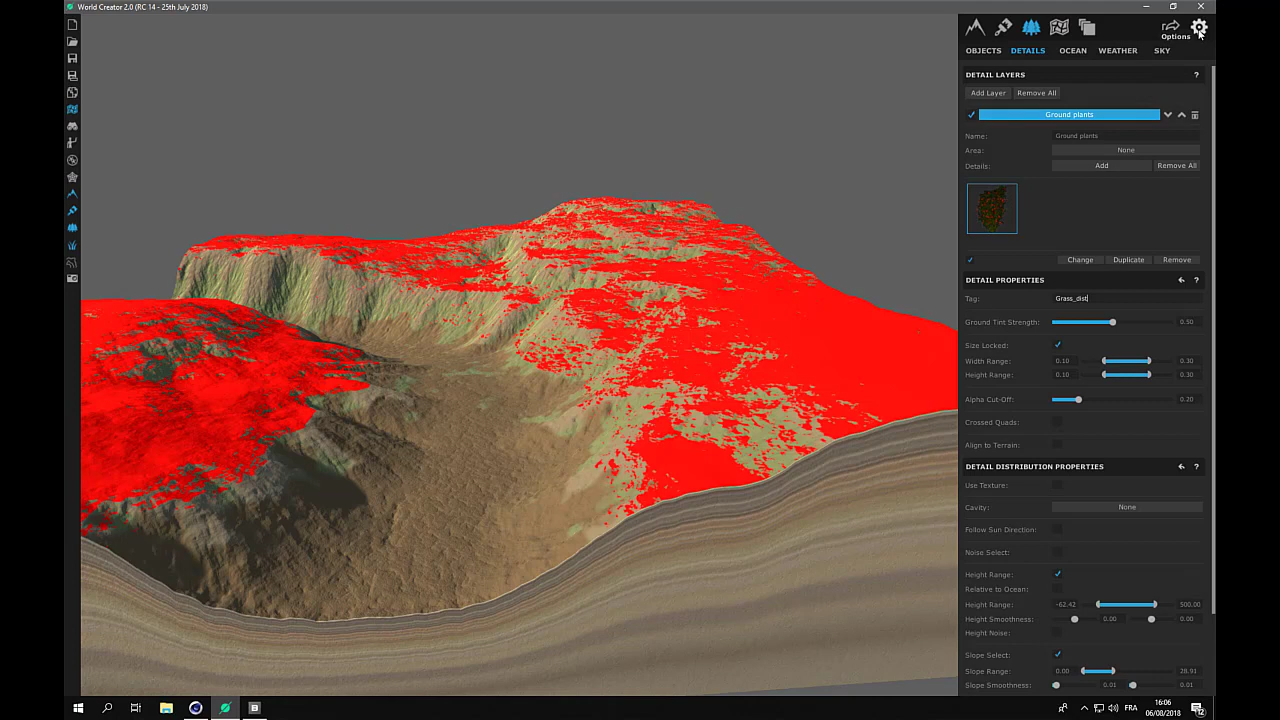 World Creator 2.0 (RC 14 - 25th July 2018)
Options
OBJECTS DETAILS OCEAN WEATHER SKY
DETAIL LAYERS ?
Add Layer Remove All
Ground plants
Name: Ground plants
Area: None
Details: Add Remove All
Change Duplicate Remove
DETAIL PROPERTIES ?
Tag: Grass_dist
Ground Tint Strength: 0.50
Size Locked:
Width Range: 0.10 0.30
Height Range: 0.10 0.30
Alpha Cut-Off: 0.20
Crossed Quads:
Align to Terrain:
DETAIL DISTRIBUTION PROPERTIES ?
Use Texture:
Cavity: None
Follow Sun Direction:
Noise Select:
Height Range:
Relative to Ocean:
Height Range: -62.42 500.00
Height Smoothness: 0.00 0.00
Height Noise:
Slope Select:
Slope Range: 0.00 28.91
Slope Smoothness: 0.01 0.01
FRA
16:06
06/08/2018